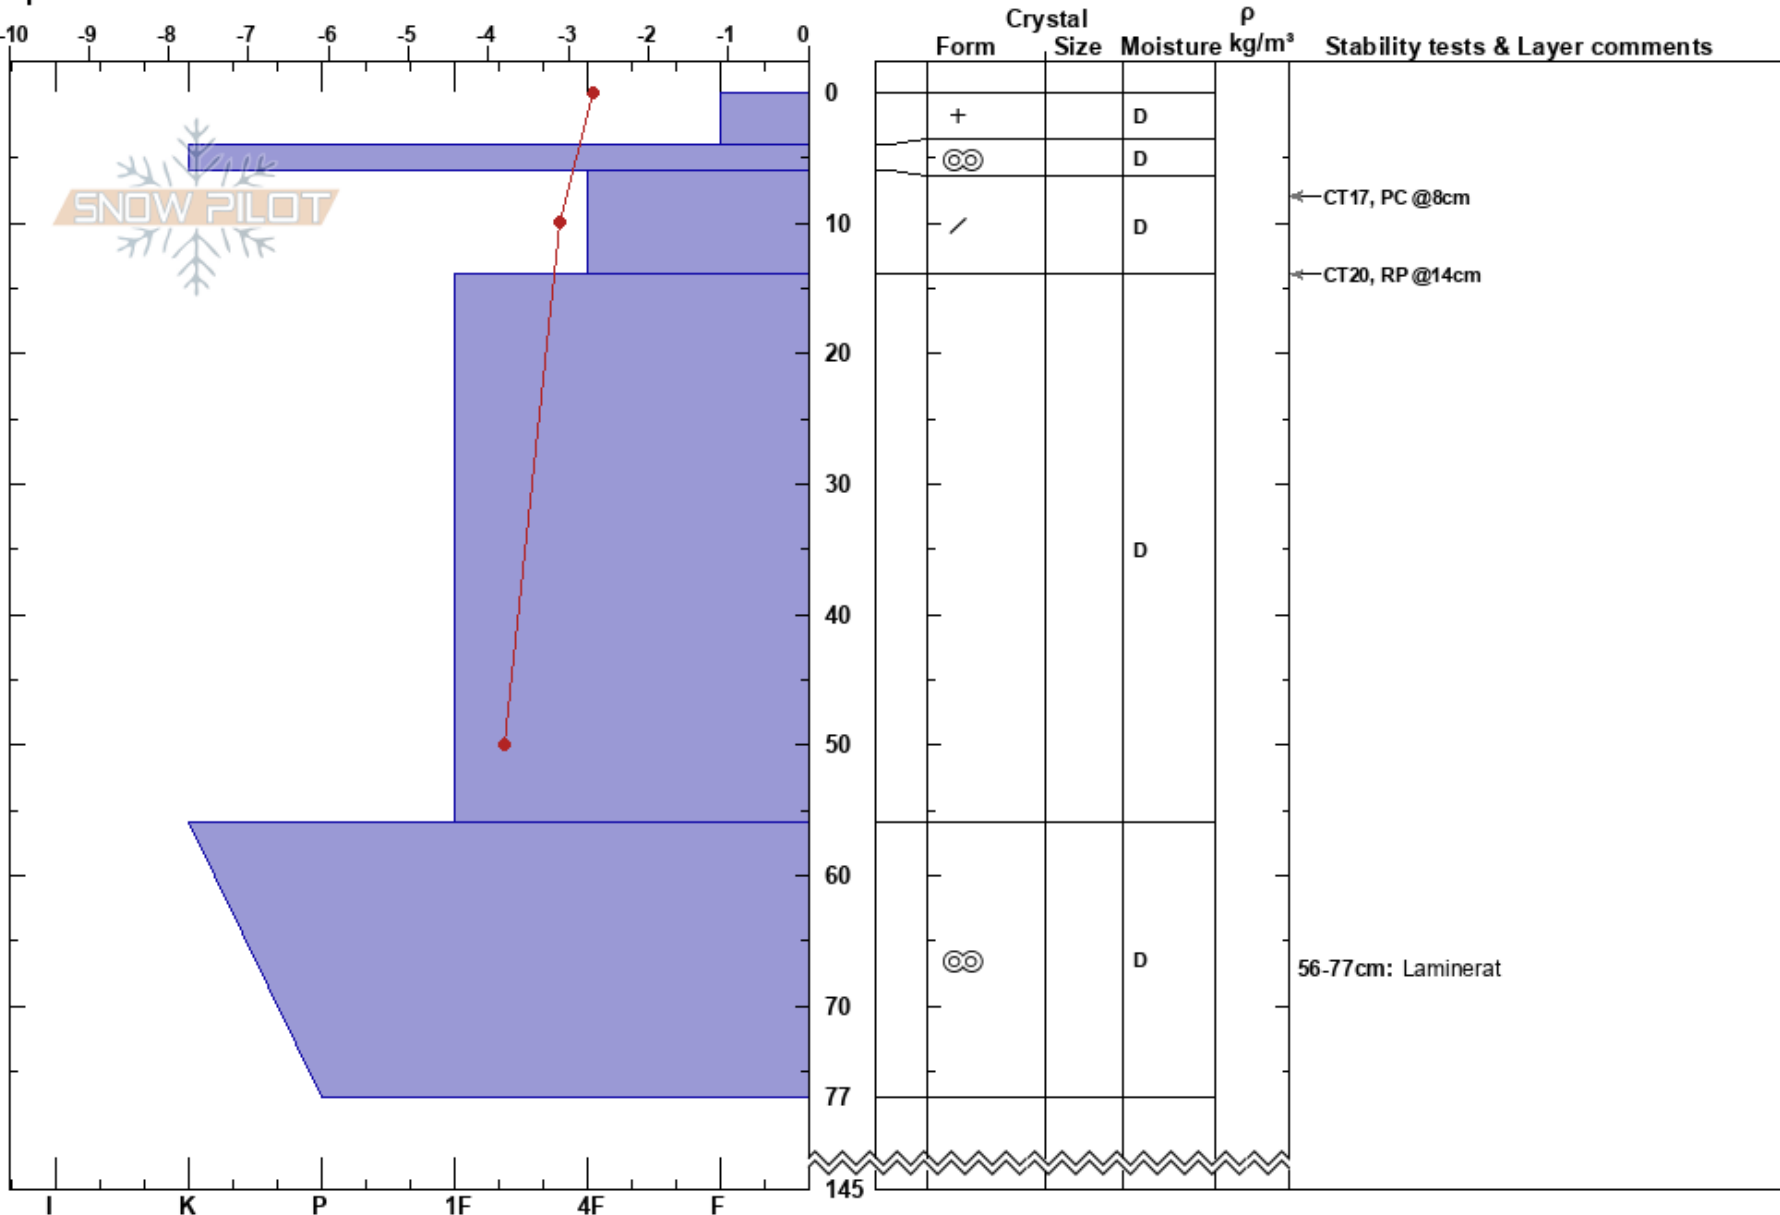 Crystal ρ
Form Size Moisture kg/m³ Stability tests & Layer comments
-10 -9 -8 -7 -6 -5 -4 -3 -2 -1 0
0
+ D
D
SNOW PILOT
CT17, PC @8cm
10
D
CT20, RP @14cm
20
30
D
40
50
60
D
56-77cm: Laminerat
70
77
145
I K P 1F 4F F